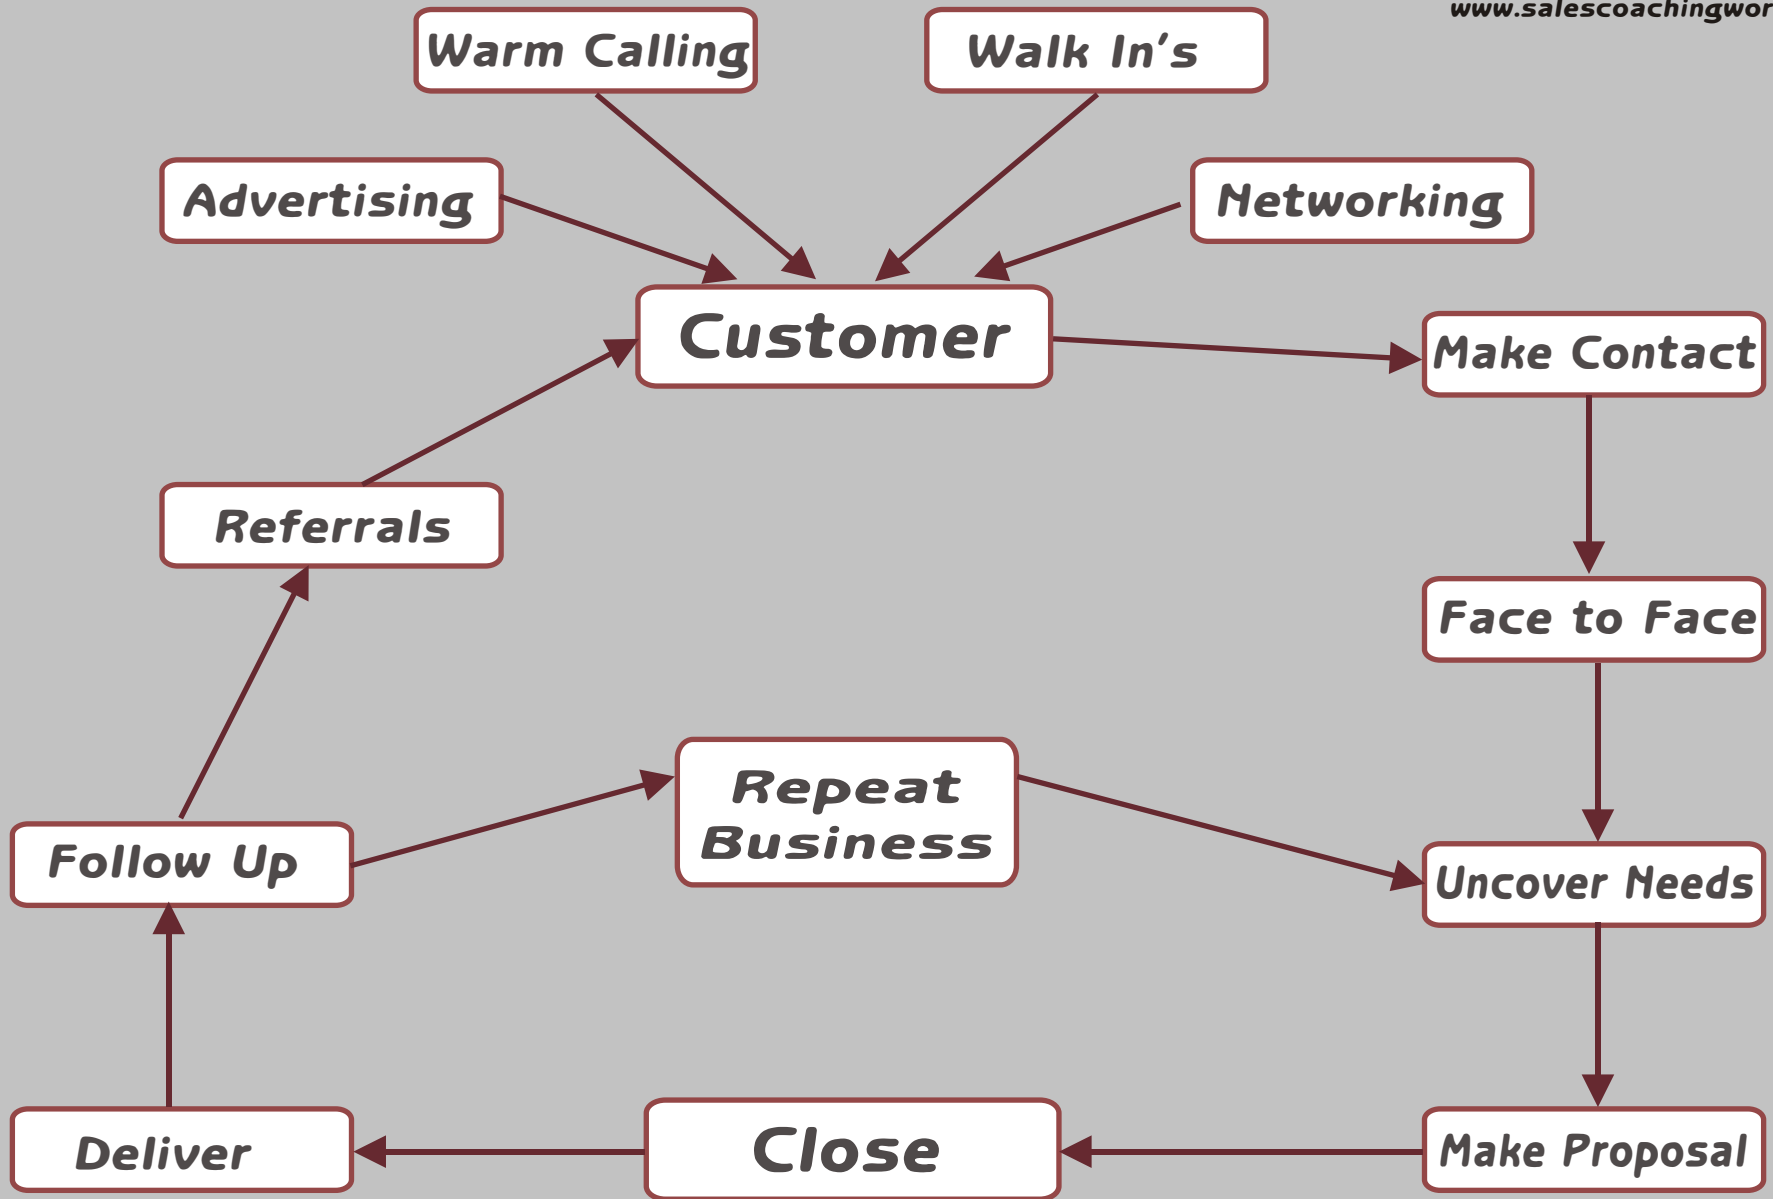 www.salescoachingwor
Warm Calling
Walk In's
Advertising
Networking
Customer
Make Contact
Referrals
Face to Face
Repeat
Business
Follow Up
Uncover Needs
Deliver
Close
Make Proposal